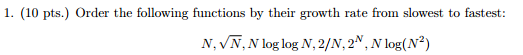 1. (10 pts.) Order the following functions by their growth rate from slowest to fastest:
N, √N, N log log N, 2/N, 2^N, N log(N²)